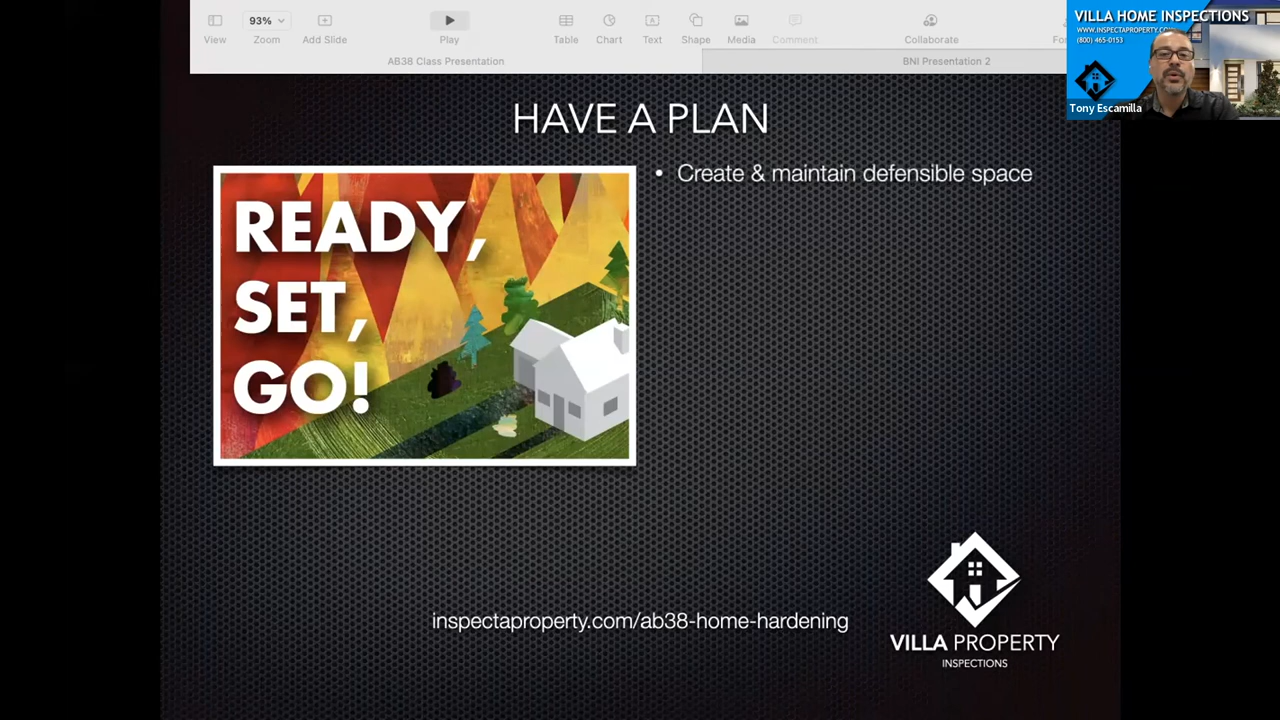 93%
View
Zoom
Add Slide
Play
Table
Chart
Text
Shape
Media
Comment
Collaborate
AB38 Class Presentation
BNI Presentation 2
VILLA HOME INSPECTIONS
(800) 465-0153
Tony Escamilla
HAVE A PLAN
• Create & maintain defensible space
READY,
SET,
GO!
inspectaproperty.com/ab38-home-hardening
VILLA PROPERTY
INSPECTIONS